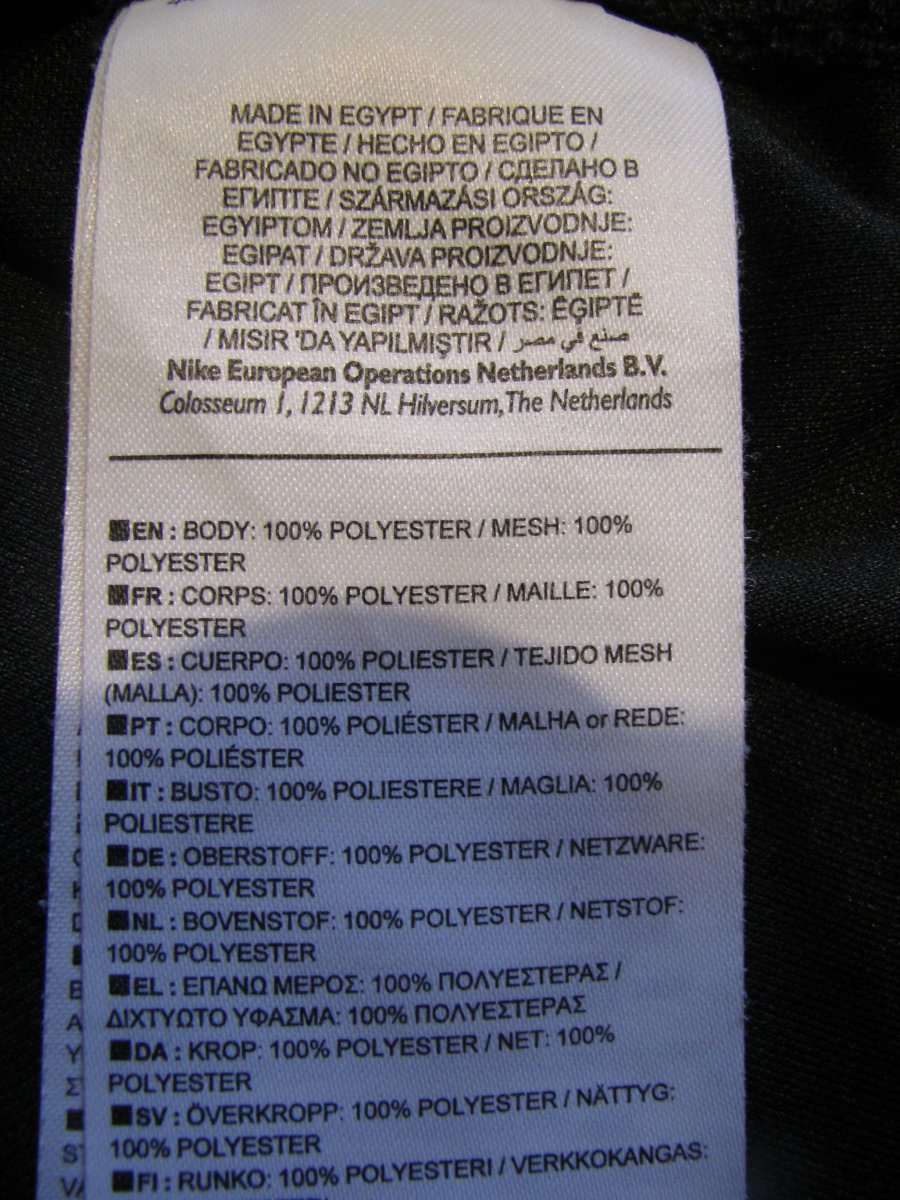 MADE IN EGYPT / FABRIQUE EN
EGYPTE / HECHO EN EGIPTO /
FABRICADO NO EGIPTO / СДЕЛАНО В
ЕГИПТЕ / SZÁRMAZÁSI ORSZÁG:
EGYIPTOM / ZEMLJA PROIZVODNJE:
EGIPAT / DRŽAVA PROIZVODNJE:
EGIPT / ПРОИЗВЕДЕНО В ЕГИПЕТ /
FABRICAT ÎN EGIPT / RAŽOTS: ĒĢIPTĒ
/ MISIR 'DA YAPILMIŞTIR / صنع في مصر
Nike European Operations Netherlands B.V.
Colosseum 1, 1213 NL Hilversum, The Netherlands
EN : BODY: 100% POLYESTER / MESH: 100%
POLYESTER
FR : CORPS: 100% POLYESTER / MAILLE: 100%
POLYESTER
ES : CUERPO: 100% POLIESTER / TEJIDO MESH
(MALLA): 100% POLIESTER
PT : CORPO: 100% POLIÉSTER / MALHA or REDE:
100% POLIÉSTER
IT : BUSTO: 100% POLIESTERE / MAGLIA: 100%
POLIESTERE
DE : OBERSTOFF: 100% POLYESTER / NETZWARE:
100% POLYESTER
NL : BOVENSTOF: 100% POLYESTER / NETSTOF:
100% POLYESTER
EL : ΕΠΑΝΩ ΜΕΡΟΣ: 100% ΠΟΛΥΕΣΤΕΡΑΣ /
ΔΙΧΤΥΩΤΟ ΥΦΑΣΜΑ: 100% ΠΟΛΥΕΣΤΕΡΑΣ
DA : KROP: 100% POLYESTER / NET: 100%
POLYESTER
SV : ÖVERKROPP: 100% POLYESTER / NÄTTYG:
100% POLYESTER
FI : RUNKO: 100% POLYESTERI / VERKKOKANGAS: